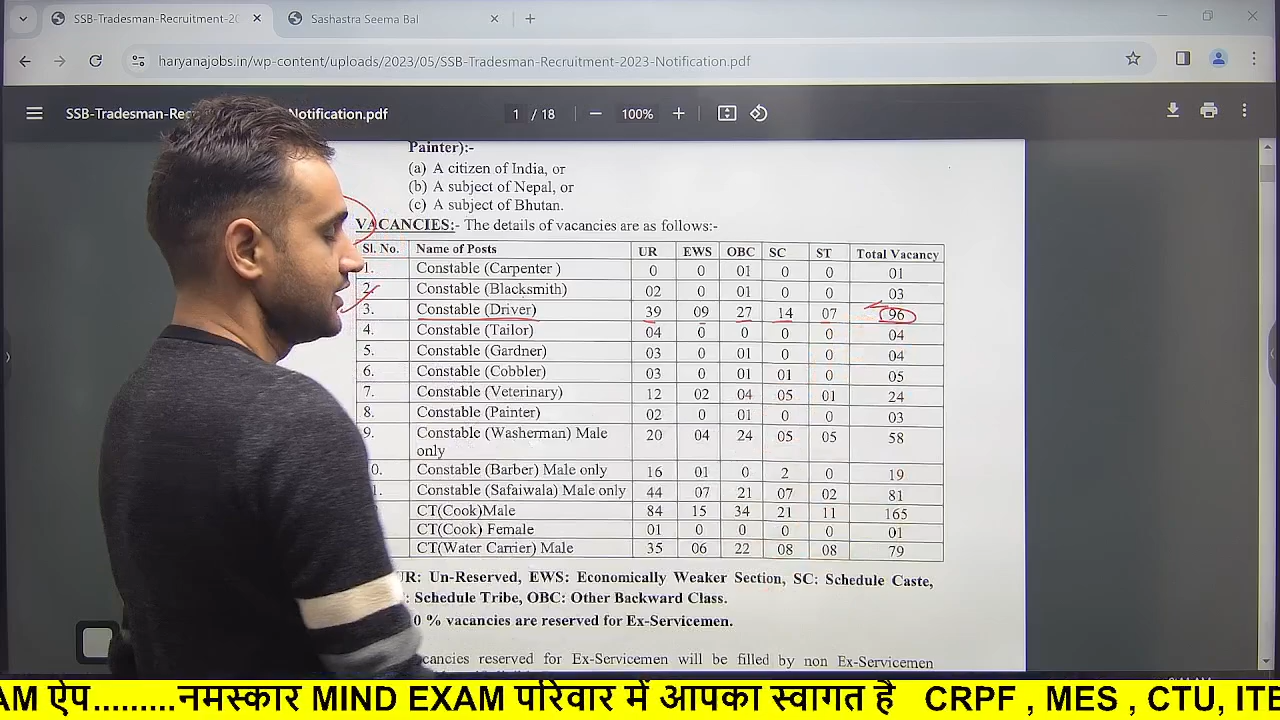 SSB-Tradesman-Recruitment-20
Sashastra Seema Bal
haryanajobs.in/wp-content/uploads/2023/09/SSB-Tradesman-Recruitment-2023-Notification.pdf
SSB-Tradesman-Rec Notification.pdf
1 / 18
100%
Painter):-
(a) A citizen of India, or
(b) A subject of Nepal, or
(c) A subject of Bhutan.
VACANCIES:- The details of vacancies are as follows:-
Sl. No. Name of Posts UR EWS OBC SC ST Total Vacancy
1. Constable (Carpenter ) 0 0 01 0 0 01
2. Constable (Blacksmith) 02 0 01 0 0 03
3. Constable (Driver) 39 09 27 14 07 96
4. Constable (Tailor) 04 0 0 0 0 04
5. Constable (Gardner) 03 0 01 0 0 04
6. Constable (Cobbler) 03 0 01 01 0 05
7. Constable (Veterinary) 12 02 04 05 01 24
8. Constable (Painter) 02 0 01 0 0 03
9. Constable (Washerman) Male only 20 04 24 05 05 58
0. Constable (Barber) Male only 16 01 0 2 0 19
1. Constable (Safaiwala) Male only 44 07 21 07 02 81
CT(Cook)Male 84 15 34 21 11 165
CT(Cook) Female 01 0 0 0 0 01
CT(Water Carrier) Male 35 06 22 08 08 79
UR: Un-Reserved, EWS: Economically Weaker Section, SC: Schedule Caste,
: Schedule Tribe, OBC: Other Backward Class.
0 % vacancies are reserved for Ex-Servicemen.
vacancies reserved for Ex-Servicemen will be filled by non Ex-Servicemen
AM ऐप.........नमस्कार MIND EXAM परिवार में आपका स्वागत है CRPF , MES , CTU, ITE